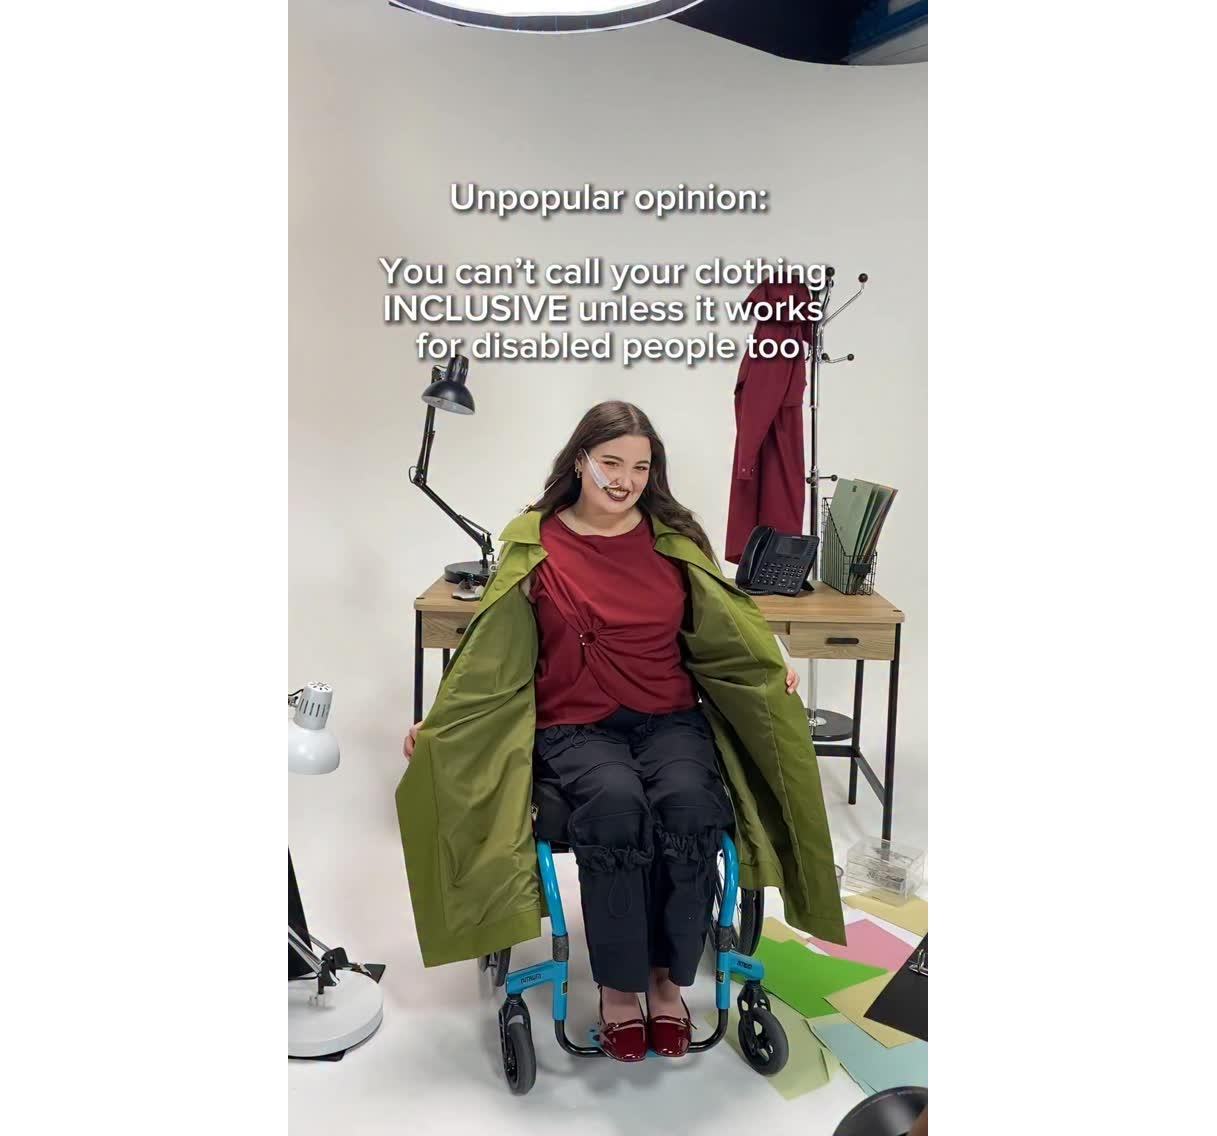 Unpopular opinion:
You can't call your clothing
INCLUSIVE unless it works
for disabled people too